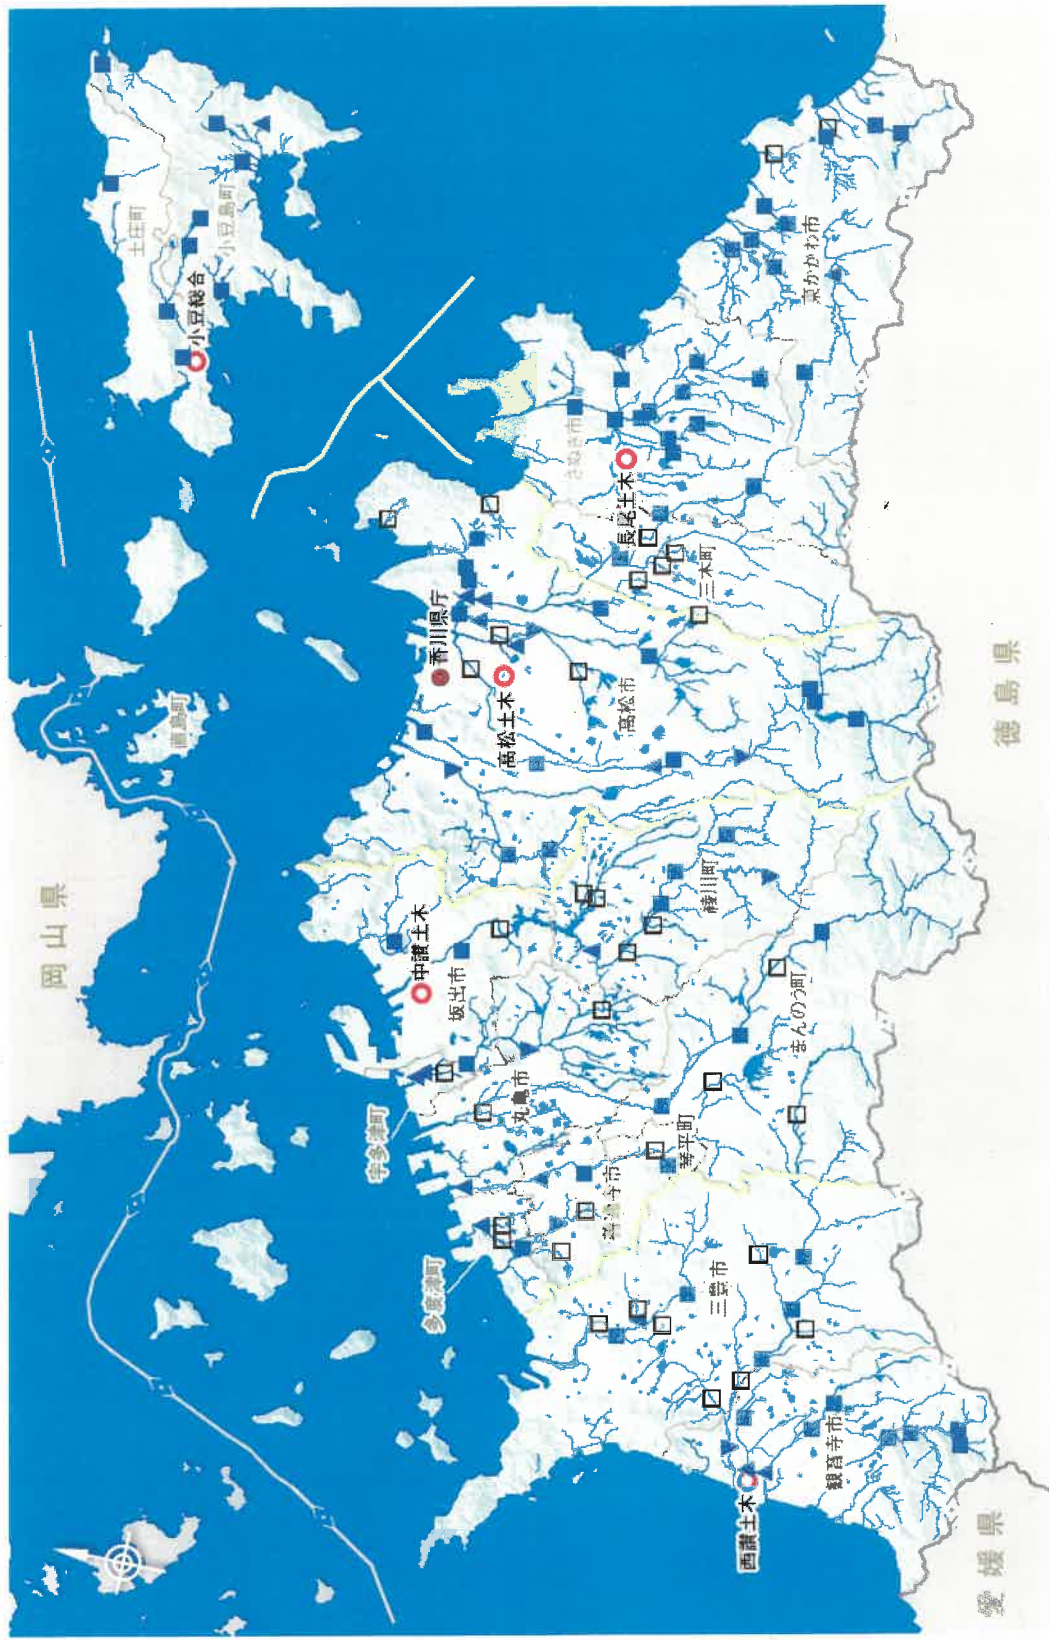 岡山県
土庄町
小豆島町
小豆総合
直島町
香川県庁
高松土木
高松市
さぬき市
長尾土木
三木町
東かがわ市
中讃土木
坂出市
綾川町
宇多津町
丸亀市
まんのう町
琴平町
善通寺市
多度津町
三豊市
西讃土木
観音寺市
徳島県
愛媛県